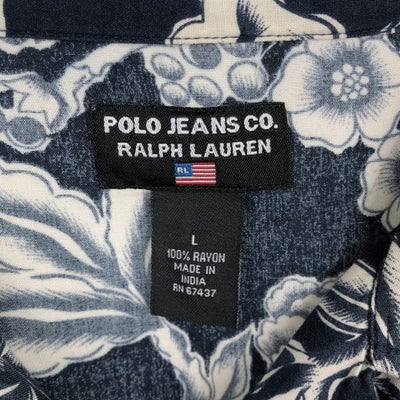 POLO JEANS CO.
RALPH LAUREN
RL
L
100% RAYON
MADE IN
INDIA
RN 67437